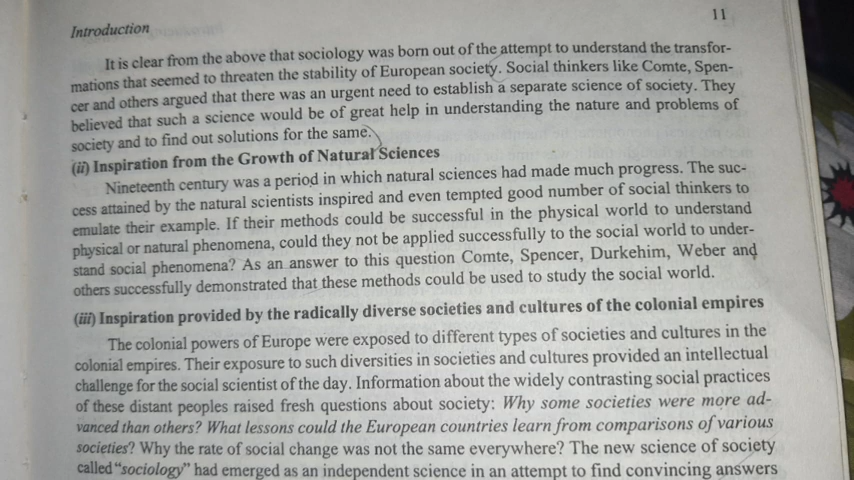 11
Introduction
It is clear from the above that sociology was born out of the attempt to understand the transfor-
mations that seemed to threaten the stability of European society. Social thinkers like Comte, Spen-
cer and others argued that there was an urgent need to establish a separate science of society. They
believed that such a science would be of great help in understanding the nature and problems of
society and to find out solutions for the same.
(ii) Inspiration from the Growth of Natural Sciences
Nineteenth century was a period in which natural sciences had made much progress. The suc-
cess attained by the natural scientists inspired and even tempted good number of social thinkers to
emulate their example. If their methods could be successful in the physical world to understand
physical or natural phenomena, could they not be applied successfully to the social world to under-
stand social phenomena? As an answer to this question Comte, Spencer, Durkehim, Weber and
others successfully demonstrated that these methods could be used to study the social world.
(iii) Inspiration provided by the radically diverse societies and cultures of the colonial empires
The colonial powers of Europe were exposed to different types of societies and cultures in the
colonial empires. Their exposure to such diversities in societies and cultures provided an intellectual
challenge for the social scientist of the day. Information about the widely contrasting social practices
of these distant peoples raised fresh questions about society: Why some societies were more ad-
vanced than others? What lessons could the European countries learn from comparisons of various
societies? Why the rate of social change was not the same everywhere? The new science of society
called "sociology" had emerged as an independent science in an attempt to find convincing answers